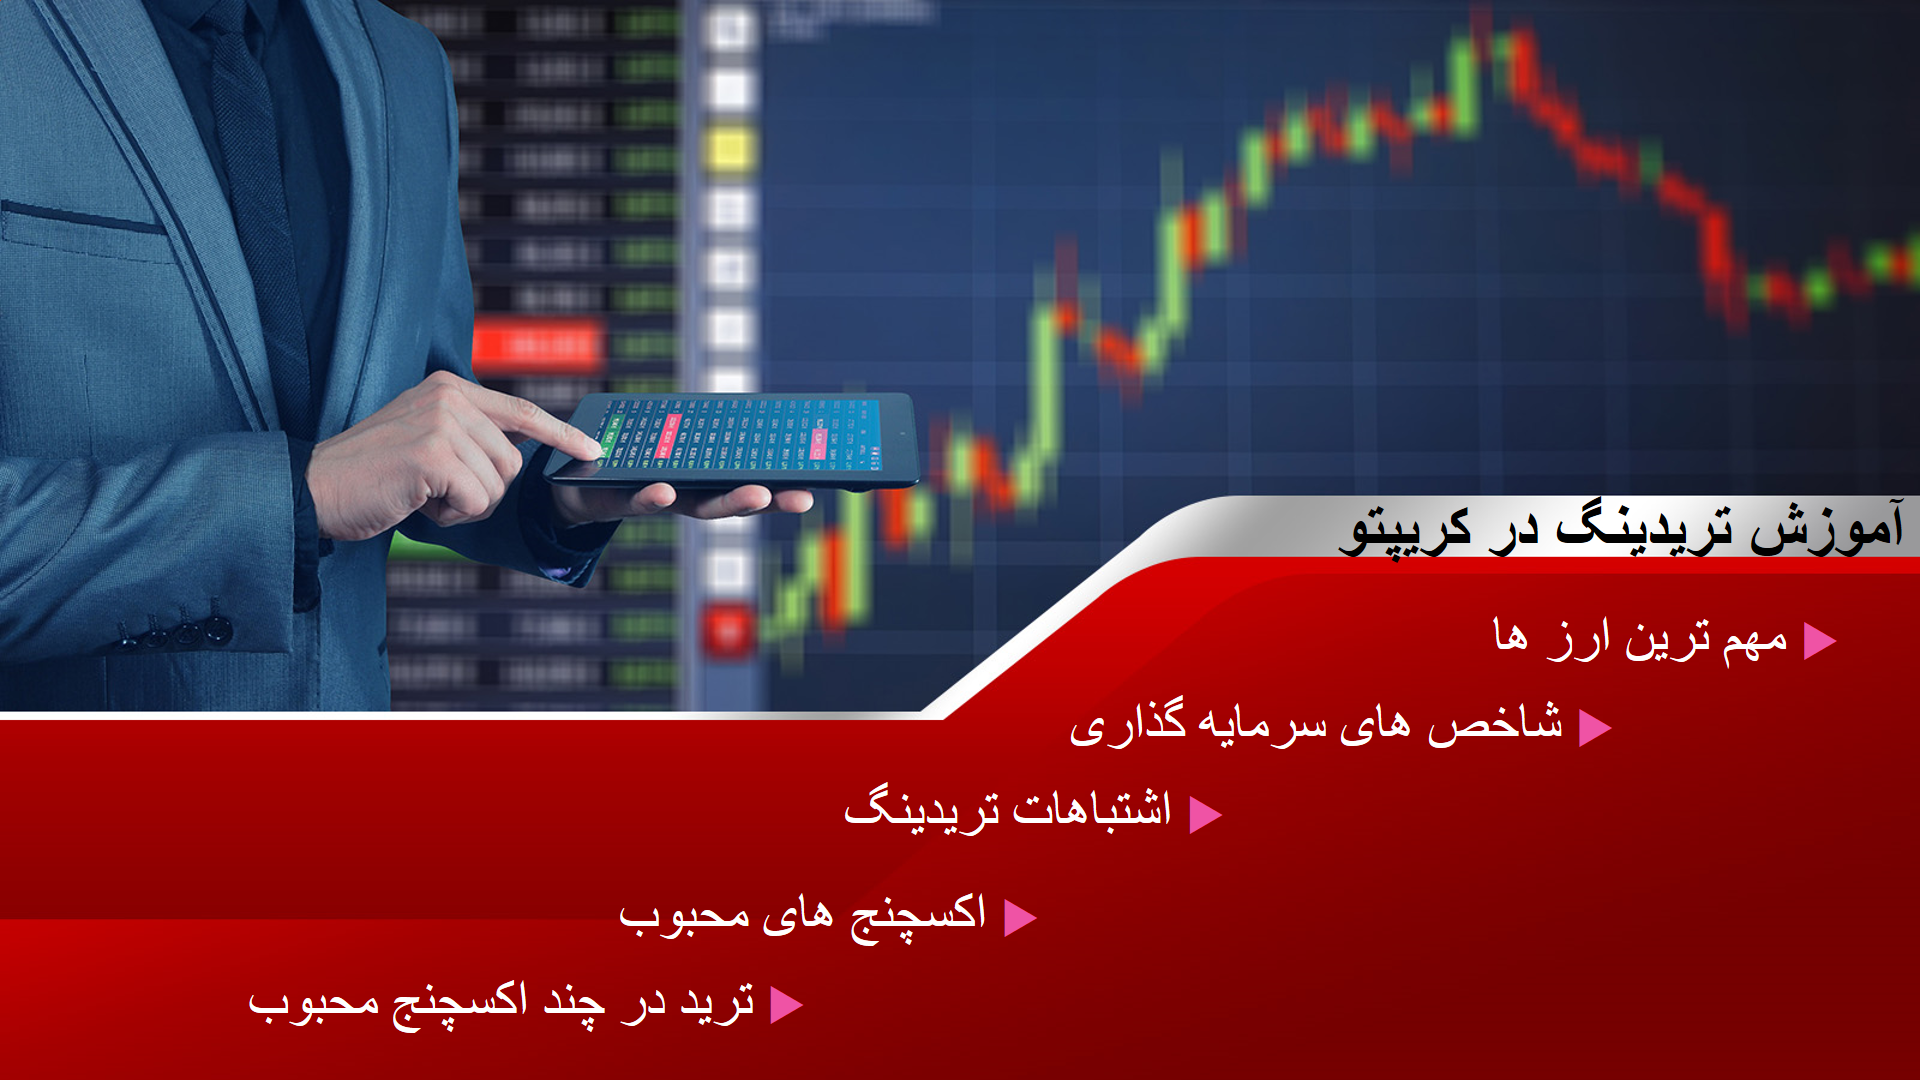 آموزش تریدینگ در کریپتو
مهم ترین ارز ها
شاخص های سرمایه گذاری
اشتباهات تریدینگ
اکسچنج های محبوب
ترید در چند اکسچنج محبوب